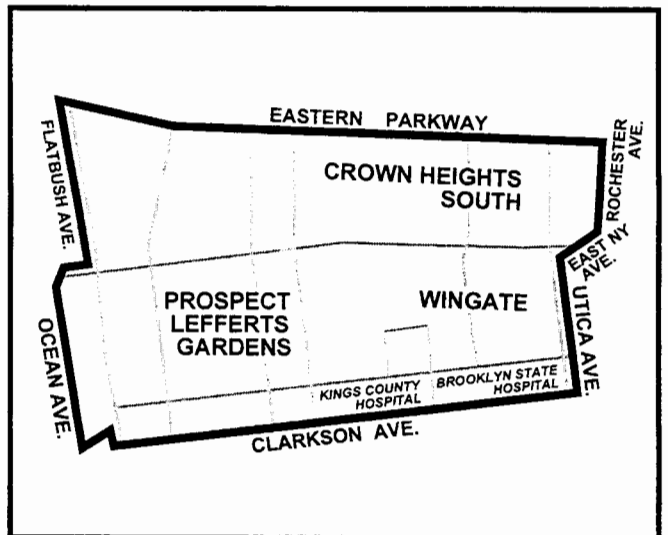 EASTERN PARKWAY
FLATBUSH AVE.
ROCHESTER
AVE.
CROWN HEIGHTS
SOUTH
EAST NY
AVE.
PROSPECT
LEFFERTS
GARDENS
WINGATE
UTICA AVE.
OCEAN AVE.
KINGS COUNTY
HOSPITAL
BROOKLYN STATE
HOSPITAL
CLARKSON AVE.